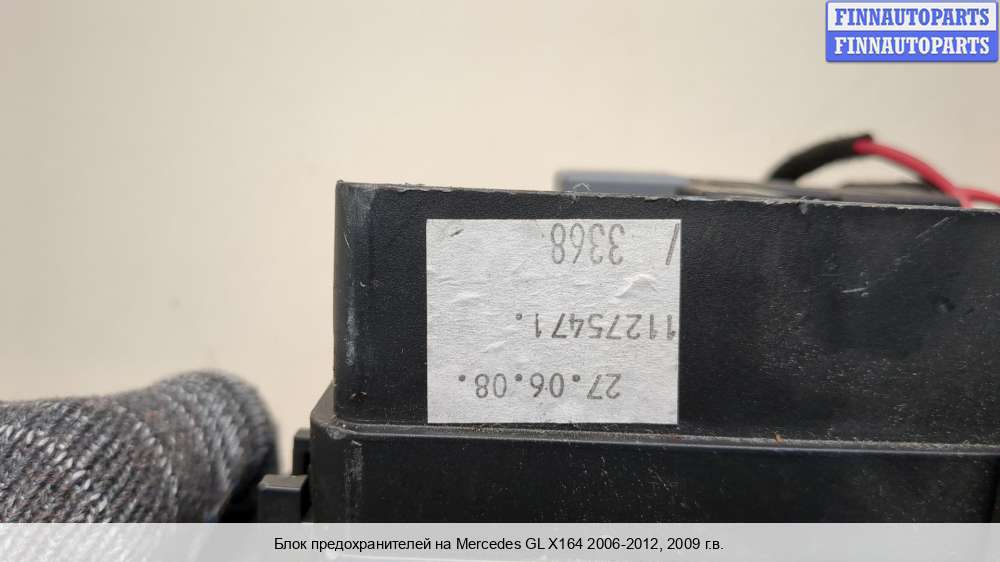 FINNAUTOPARTS
FINNAUTOPARTS
27.06.08.
11275471.
/ 3368
Блок предохранителей на Mercedes GL X164 2006-2012, 2009 г.в.